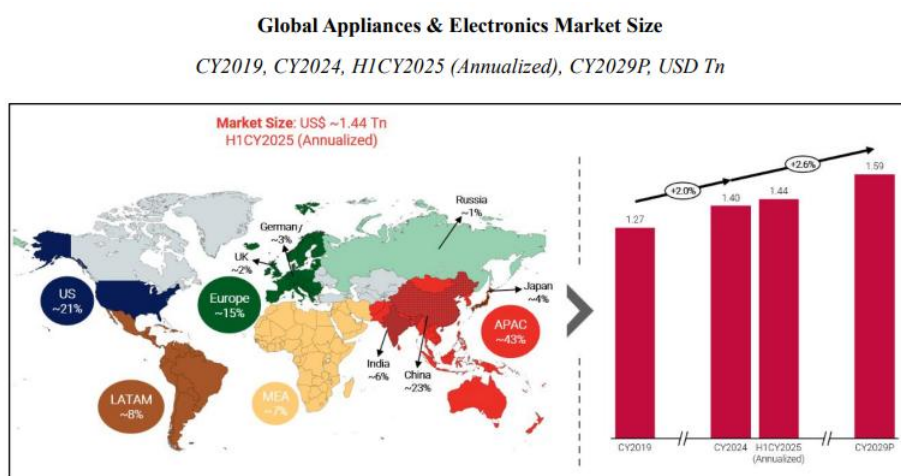 Global Appliances & Electronics Market Size
CY2019, CY2024, H1CY2025 (Annualized), CY2029P, USD Tn
Market Size: US$ ~1.44 Tn
H1CY2025 (Annualized)
Russia
~1%
Germany
~3%
UK
~2%
US
~21%
Europe
~15%
Japan
~4%
APAC
~43%
India
~6%
China
~23%
LATAM
~8%
MEA
~7%
+2.0%
+2.6%
1.27
1.40
1.44
1.59
CY2019
CY2024
H1CY2025
(Annualized)
CY2029P